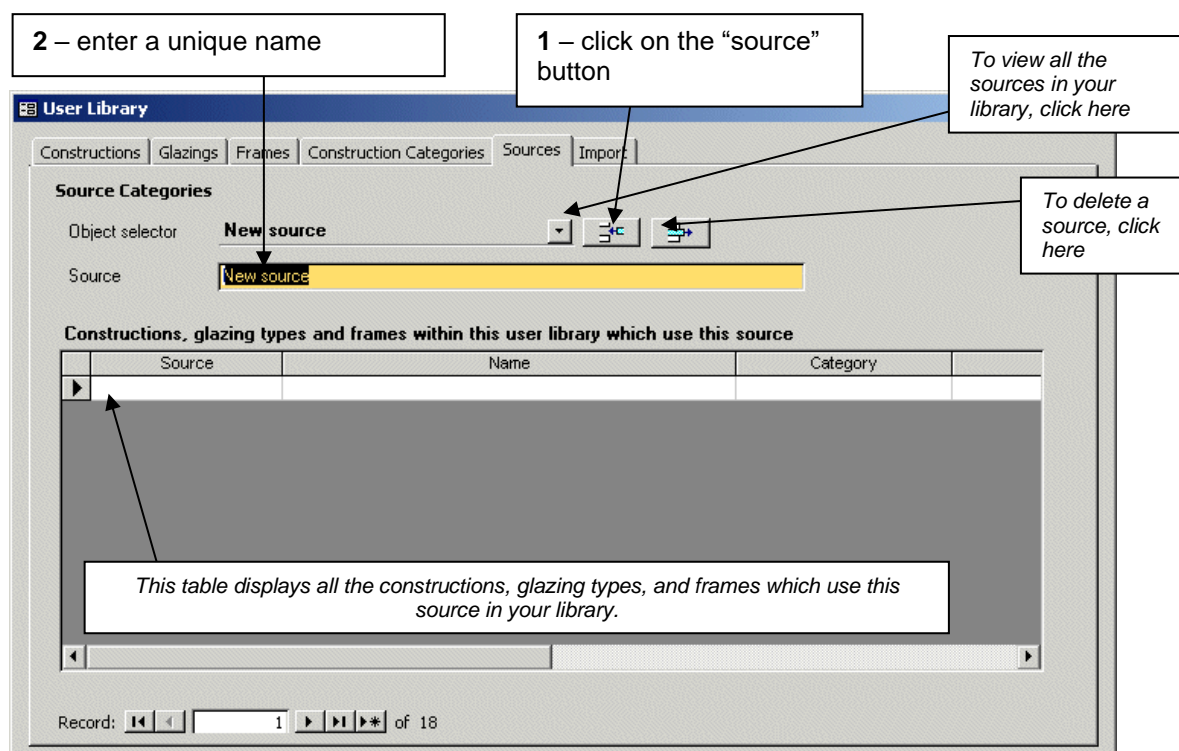 2 – enter a unique name
1 – click on the “source”
button
To view all the
sources in your
library, click here
User Library
Constructions Glazings Frames Construction Categories Sources Import
Source Categories
To delete a
source, click
here
Object selector New source
Source New source
Constructions, glazing types and frames within this user library which use this source
Source Name Category
This table displays all the constructions, glazing types, and frames which use this
source in your library.
Record: 1 of 18